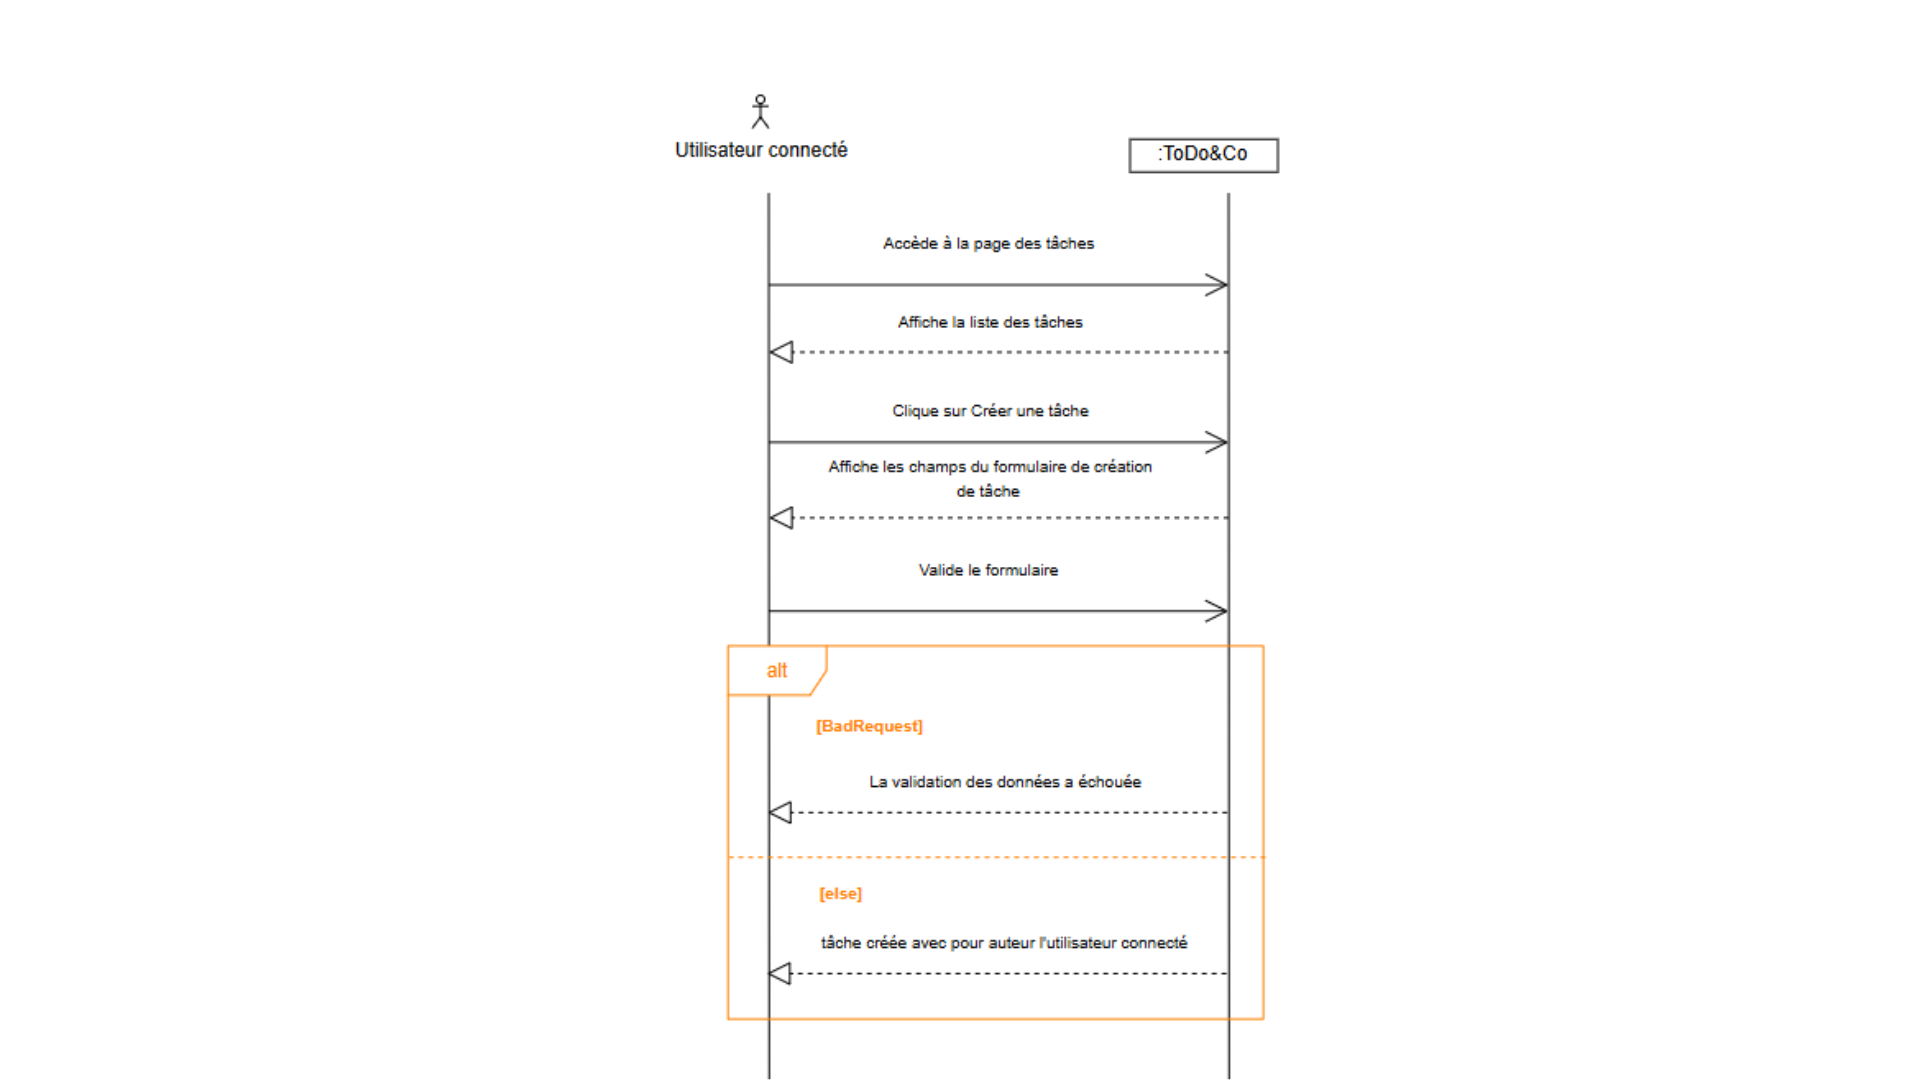 Utilisateur connecté
:ToDo&Co
Accède à la page des tâches
Affiche la liste des tâches
Clique sur Créer une tâche
Affiche les champs du formulaire de création
de tâche
Valide le formulaire
alt
[BadRequest]
La validation des données a échouée
[else]
tâche créée avec pour auteur l'utilisateur connecté